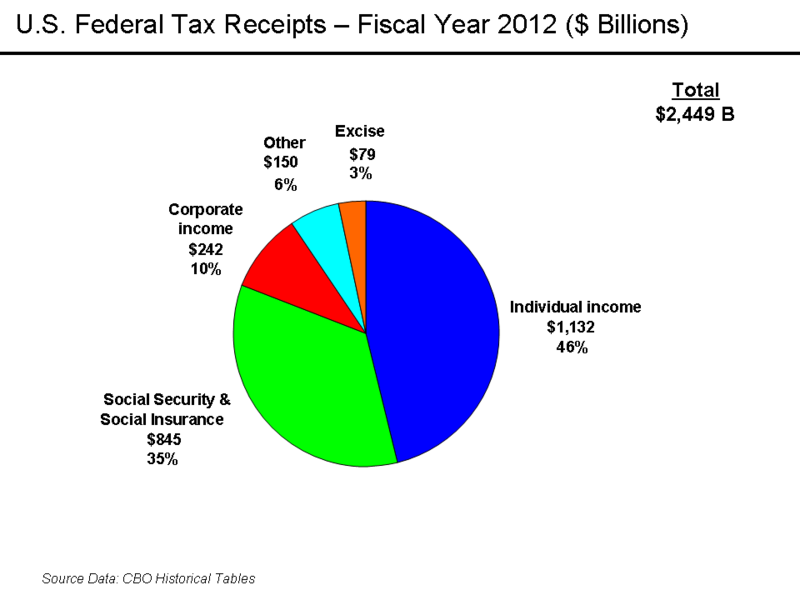 U.S. Federal Tax Receipts – Fiscal Year 2012 ($ Billions)
Total
$2,449 B
Excise
$79
3%
Other
$150
6%
Corporate
income
$242
10%
Individual income
$1,132
46%
Social Security &
Social Insurance
$845
35%
Source Data: CBO Historical Tables